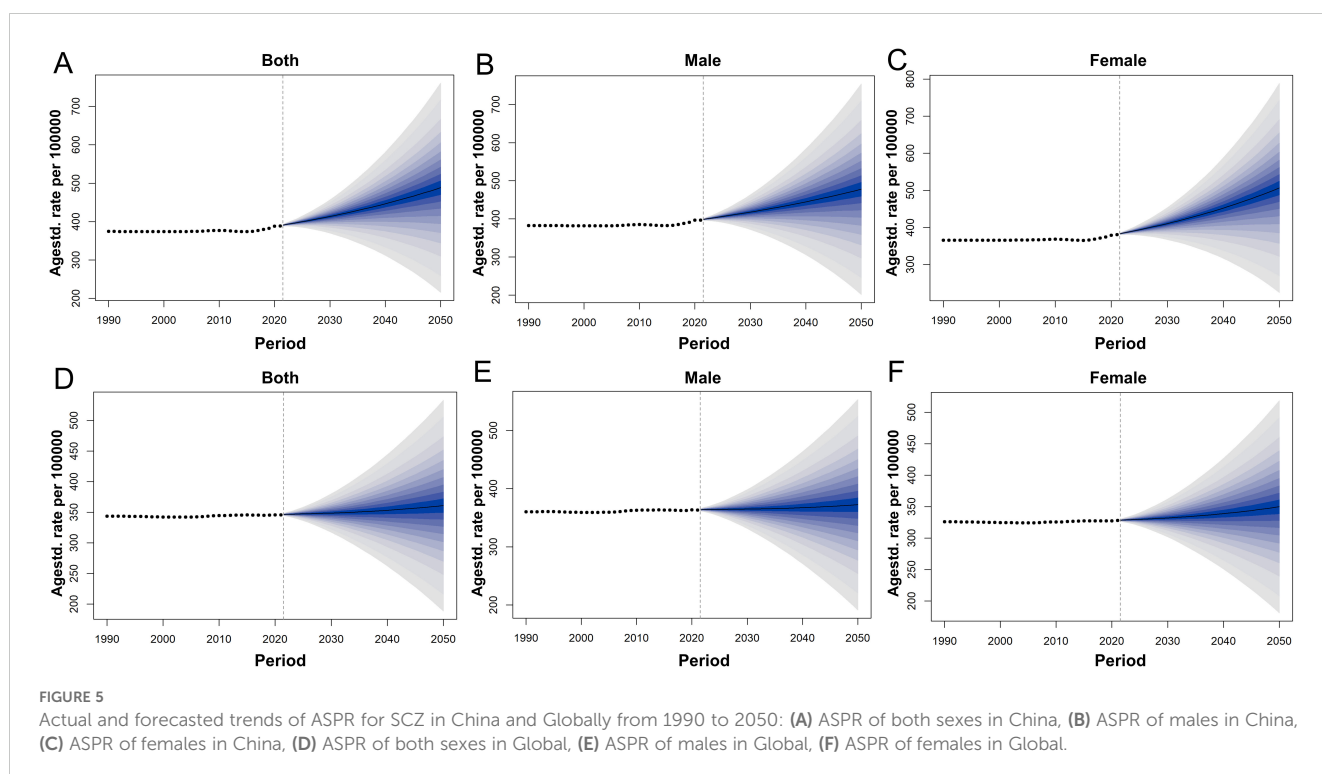 A
Both
Agestd. rate per 100000
700
600
500
400
300
200
1990 2000 2010 2020 2030 2040 2050
Period
B
Male
Agestd. rate per 100000
700
600
500
400
300
200
1990 2000 2010 2020 2030 2040 2050
Period
C
Female
Agestd. rate per 100000
800
700
600
500
400
300
1990 2000 2010 2020 2030 2040 2050
Period
D
Both
Agestd. rate per 100000
500
450
400
350
300
250
200
1990 2000 2010 2020 2030 2040 2050
Period
E
Male
Agestd. rate per 100000
500
400
300
200
1990 2000 2010 2020 2030 2040 2050
Period
F
Female
Agestd. rate per 100000
500
450
400
350
300
250
200
1990 2000 2010 2020 2030 2040 2050
Period
FIGURE 5
Actual and forecasted trends of ASPR for SCZ in China and Globally from 1990 to 2050: (A) ASPR of both sexes in China, (B) ASPR of males in China,
(C) ASPR of females in China, (D) ASPR of both sexes in Global, (E) ASPR of males in Global, (F) ASPR of females in Global.